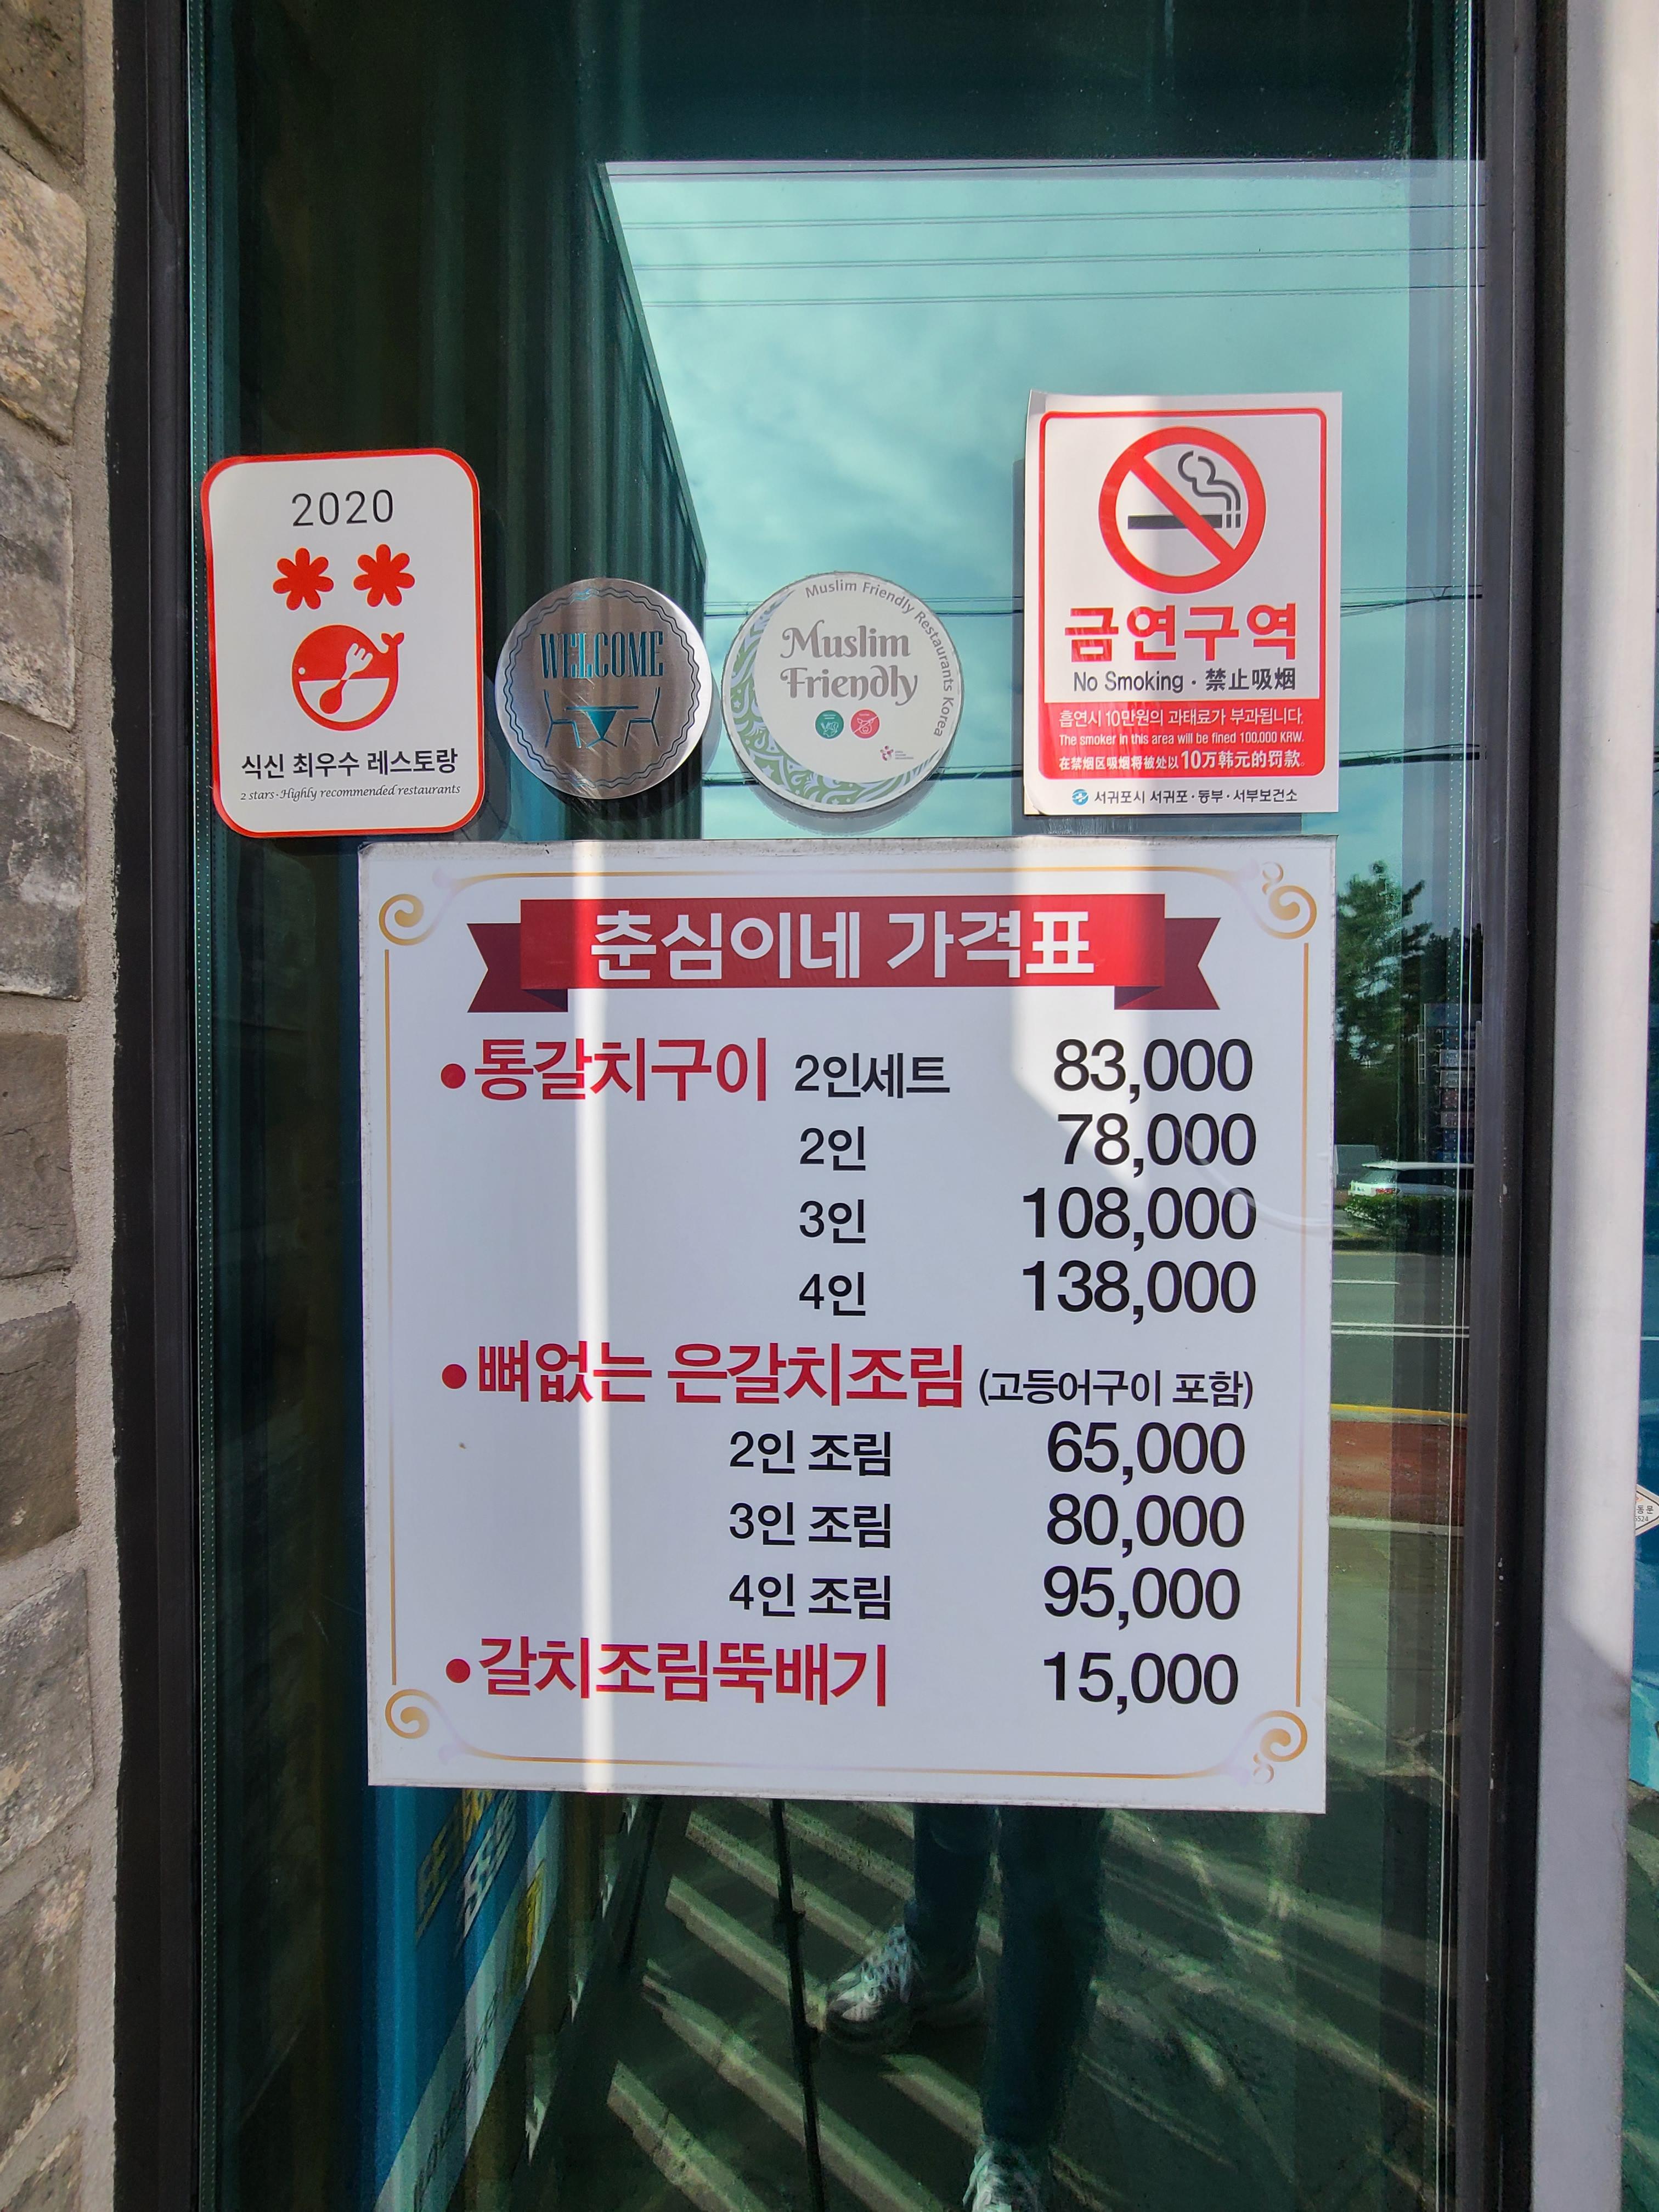 2020
식신 최우수 레스토랑
2 stars·Highly recommended restaurants
WELCOME
Muslim Friendly Restaurants Korea
Muslim
Friendly
금연구역
No Smoking · 禁止吸烟
흡연시 10만원의 과태료가 부과됩니다.
The smoker in this area will be fined 100,000 KRW.
在禁烟区吸烟将被处以 10万韩元的罚款。
서귀포시 서귀포·동부·서부보건소
춘심이네 가격표
•통갈치구이 2인세트 83,000
2인 78,000
3인 108,000
4인 138,000
•뼈없는 은갈치조림 (고등어구이 포함)
2인 조림 65,000
3인 조림 80,000
4인 조림 95,000
•갈치조림뚝배기 15,000